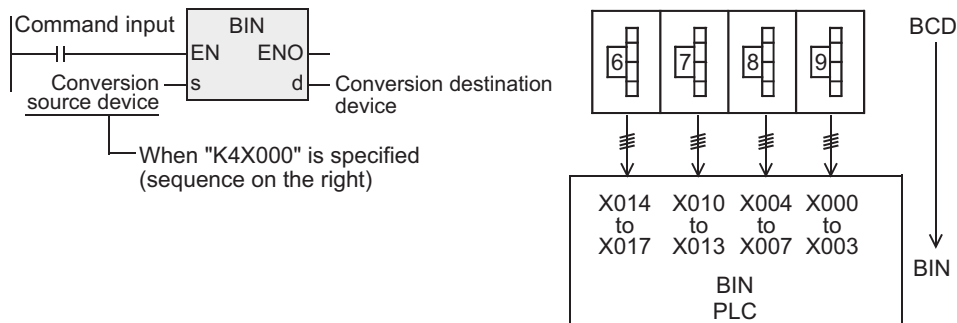 Command input
BIN
EN ENO
Conversion
source device
s d
Conversion destination
device
When "K4X000" is specified
(sequence on the right)
6 7 8 9
BCD
X014
to
X017
X010
to
X013
X004
to
X007
X000
to
X003
BIN
PLC
BIN